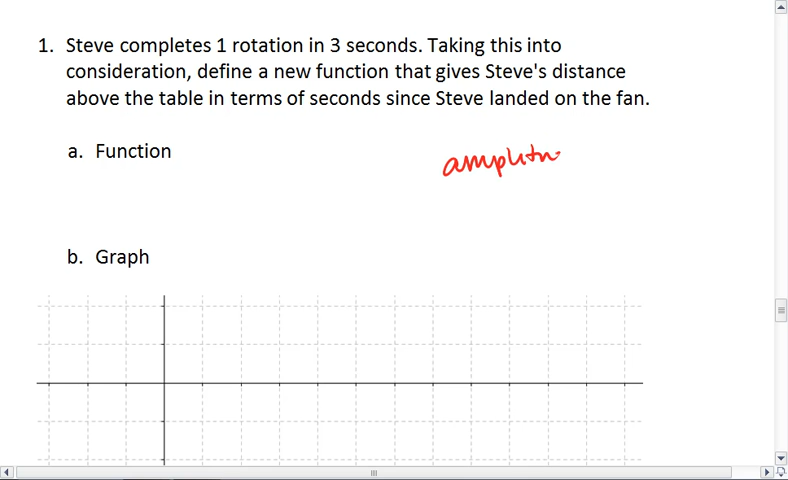 1. Steve completes 1 rotation in 3 seconds. Taking this into
consideration, define a new function that gives Steve's distance
above the table in terms of seconds since Steve landed on the fan.
a. Function
b. Graph